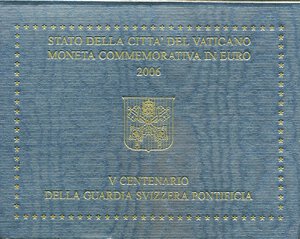 STATO DELLA CITTA' DEL VATICANO
MONETA COMMEMORATIVA IN EURO
2006
V CENTENARIO
DELLA GUARDIA SVIZZERA PONTIFICIA